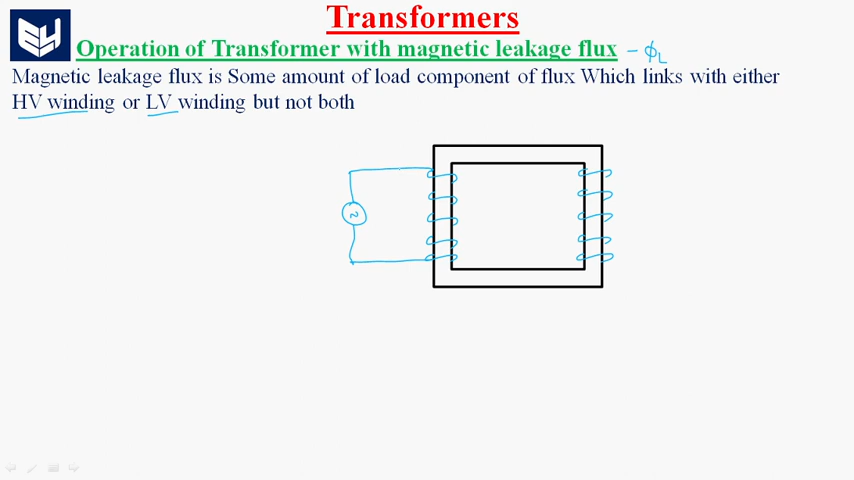 Transformers
Operation of Transformer with magnetic leakage flux - ϕL
Magnetic leakage flux is Some amount of load component of flux Which links with either
HV winding or LV winding but not both
~